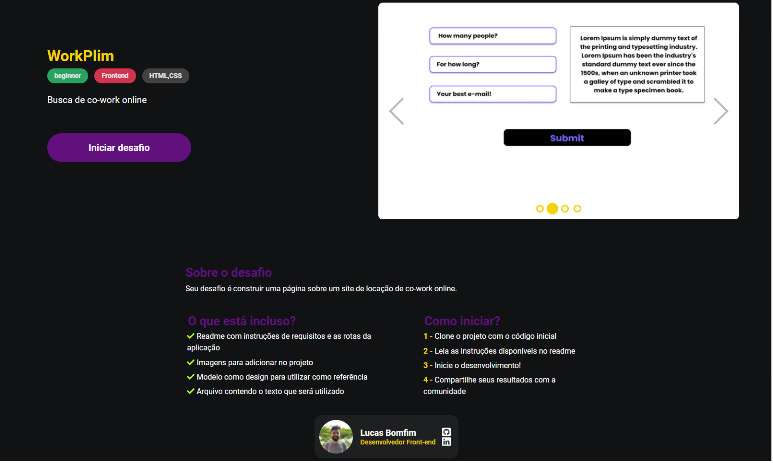 WorkPlim
beginner Frontend HTML,CSS
Busca de co-work online
Iniciar desafio
How many people?
For how long?
Your best e-mail!
Lorem Ipsum is simply dummy text of
the printing and typesetting industry.
Lorem Ipsum has been the industry's
standard dummy text ever since the
1500s, when an unknown printer took
a galley of type and scrambled it to
make a type specimen book.
Submit
Sobre o desafio
Seu desafio é construir uma página sobre um site de locação de co-work online.
O que está incluso?
Readme com instruções de requisitos e as rotas da
aplicação
Imagens para adicionar no projeto
Modelo como design para utilizar como referência
Arquivo contendo o texto que será utilizado
Como iniciar?
1 - Clone o projeto com o código inicial
2 - Leia as instruções disponíveis no readme
3 - Inicie o desenvolvimento!
4 - Compartilhe seus resultados com a
comunidade
Lucas Bomfim
Desenvolvedor Front-end